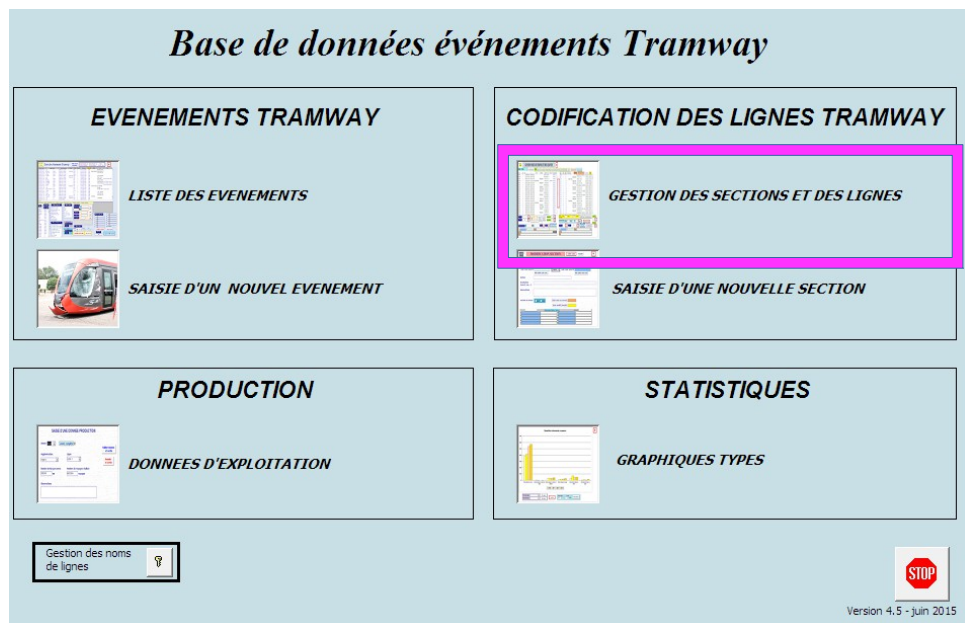 Base de données événements Tramway
EVENEMENTS TRAMWAY
LISTE DES EVENEMENTS
SAISIE D'UN NOUVEL EVENEMENT
CODIFICATION DES LIGNES TRAMWAY
GESTION DES SECTIONS ET DES LIGNES
SAISIE D'UNE NOUVELLE SECTION
PRODUCTION
DONNEES D'EXPLOITATION
STATISTIQUES
GRAPHIQUES TYPES
Gestion des noms
de lignes
STOP
Version 4.5 - juin 2015